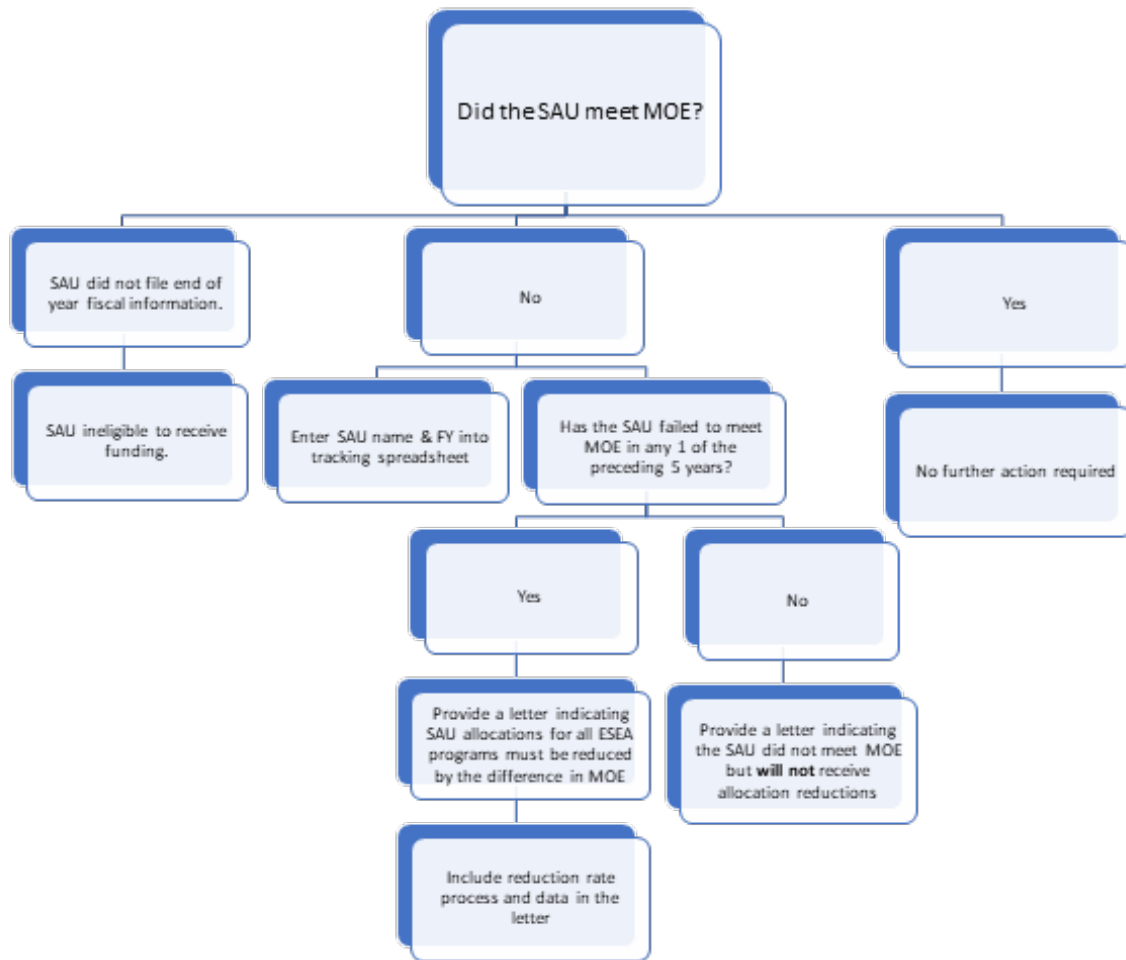 Did the SAU meet MOE?
SAU did not file end of
year fiscal information.
No
Yes
SAU ineligible to receive
funding.
Enter SAU name & FY into
tracking spreadsheet
Has the SAU failed to meet
MOE in any 1 of the
preceding 5 years?
No further action required
Yes
No
Provide a letter indicating
SAU allocations for all ESEA
programs must be reduced
by the difference in MOE
Provide a letter indicating
the SAU did not meet MOE
but will not receive
allocation reductions
Include reduction rate
process and data in the
letter